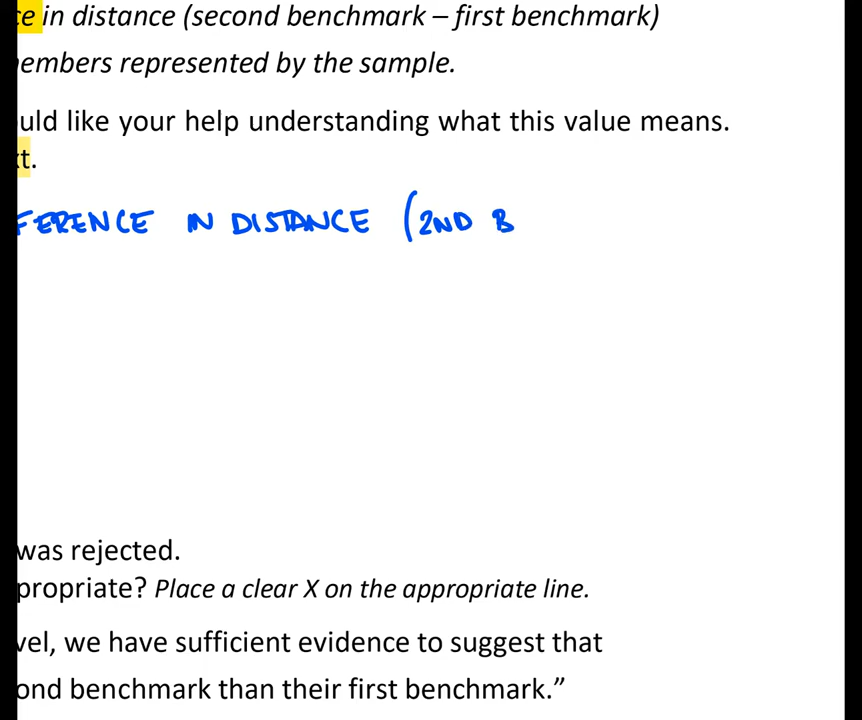 ce in distance (second benchmark – first benchmark)
embers represented by the sample.
uld like your help understanding what this value means.
xt.
FERENCE IN DISTANCE (2ND B
was rejected.
propriate? Place a clear X on the appropriate line.
vel, we have sufficient evidence to suggest that
ond benchmark than their first benchmark.”